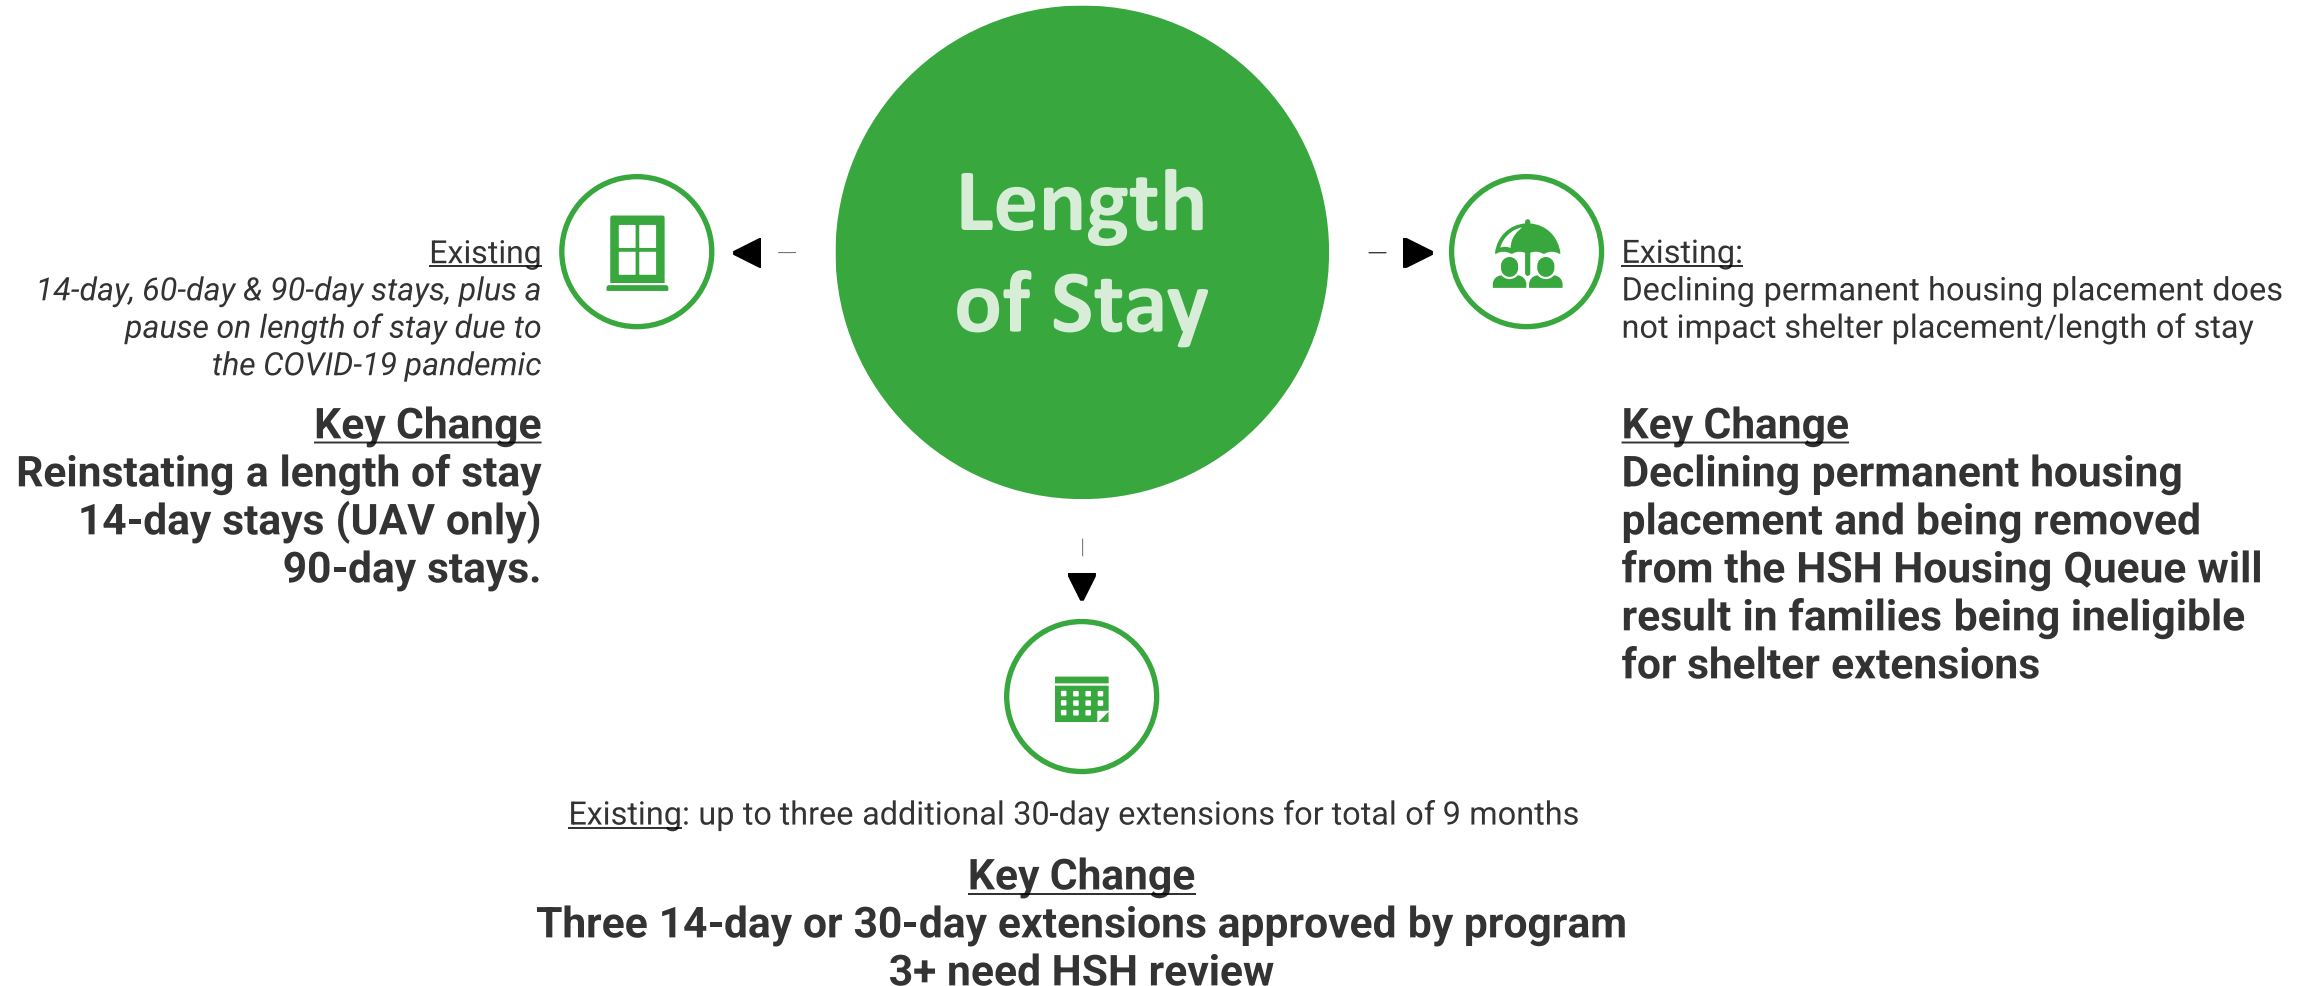 Length
of Stay
Existing
14-day, 60-day & 90-day stays, plus a
pause on length of stay due to
the COVID-19 pandemic
Key Change
Reinstating a length of stay
14-day stays (UAV only)
90-day stays.
Existing:
Declining permanent housing placement does
not impact shelter placement/length of stay
Key Change
Declining permanent housing
placement and being removed
from the HSH Housing Queue will
result in families being ineligible
for shelter extensions
Existing: up to three additional 30-day extensions for total of 9 months
Key Change
Three 14-day or 30-day extensions approved by program
3+ need HSH review